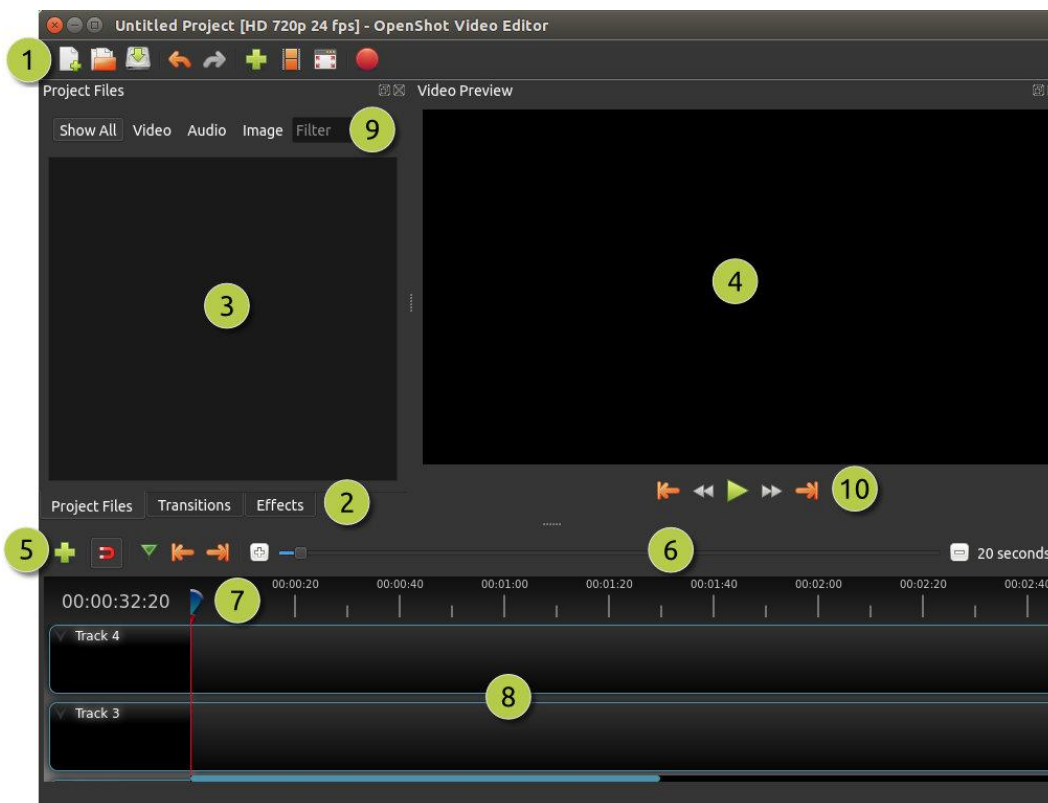 Untitled Project [HD 720p 24 fps] - OpenShot Video Editor
1
Project Files
Video Preview
Show All Video Audio Image Filter 9
3
4
Project Files Transitions Effects 2
10
5
6
20 seconds
00:00:32:20
7
00:00:20 00:00:40 00:01:00 00:01:20 00:01:40 00:02:00 00:02:20 00:02:40
Track 4
8
Track 3